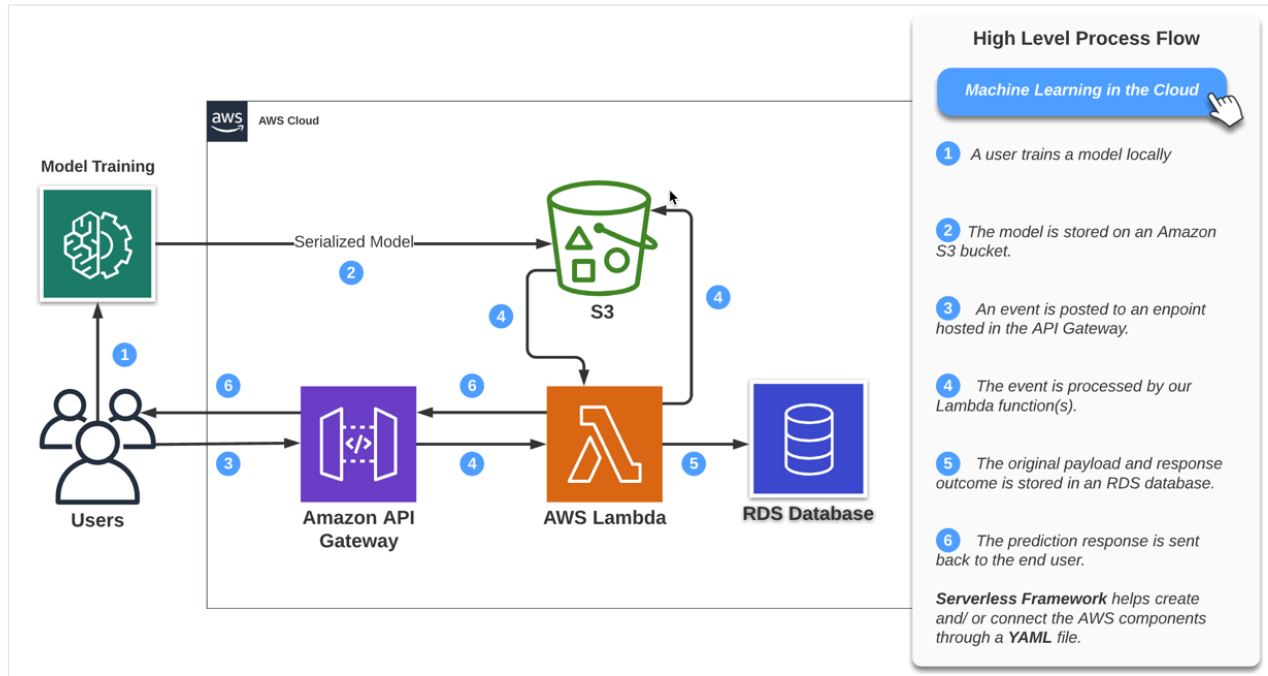 High Level Process Flow
Machine Learning in the Cloud
aws
AWS Cloud
Model Training
1 A user trains a model locally
Serialized Model
2
2 The model is stored on an Amazon
S3 bucket.
S3
4
4
3 An event is posted to an enpoint
hosted in the API Gateway.
1
6
6
4 The event is processed by our
Lambda function(s).
</>
3
4
5
5 The original payload and response
outcome is stored in an RDS database.
Users
Amazon API
Gateway
AWS Lambda
RDS Database
6 The prediction response is sent
back to the end user.
Serverless Framework helps create
and/ or connect the AWS components
through a YAML file.